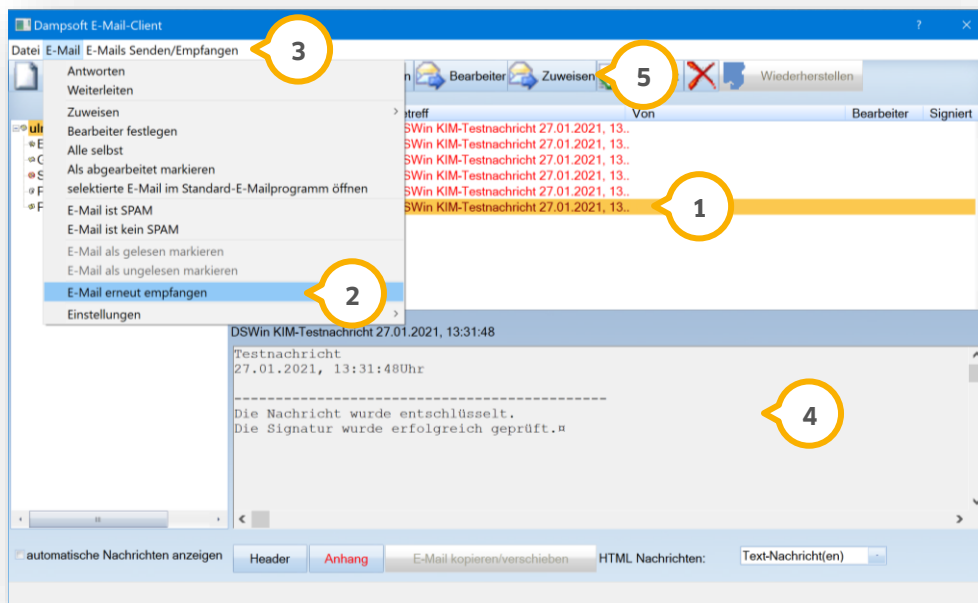 Dampsoft E-Mail-Client
Datei E-Mail E-Mails Senden/Empfangen
3
Bearbeiter Zuweisen
5
Wiederherstellen
Antworten
Weiterleiten
Zuweisen
Bearbeiter festlegen
Alle selbst
Als abgearbeitet markieren
selektierte E-Mail im Standard-E-Mailprogramm öffnen
E-Mail ist SPAM
E-Mail ist kein SPAM
E-Mail als gelesen markieren
E-Mail als ungelesen markieren
E-Mail erneut empfangen
2
Einstellungen
Von Bearbeiter Signiert
KIM-Testnachricht 27.01.2021, 13..
KIM-Testnachricht 27.01.2021, 13..
KIM-Testnachricht 27.01.2021, 13..
KIM-Testnachricht 27.01.2021, 13..
KIM-Testnachricht 27.01.2021, 13..
KIM-Testnachricht 27.01.2021, 13..
1
DSWin KIM-Testnachricht 27.01.2021, 13:31:48
Testnachricht
27.01.2021, 13:31:48Uhr
--------------------------------------------
Die Nachricht wurde entschlüsselt.
Die Signatur wurde erfolgreich geprüft.¤
4
automatische Nachrichten anzeigen
Header Anhang E-Mail kopieren/verschieben HTML Nachrichten: Text-Nachricht(en)